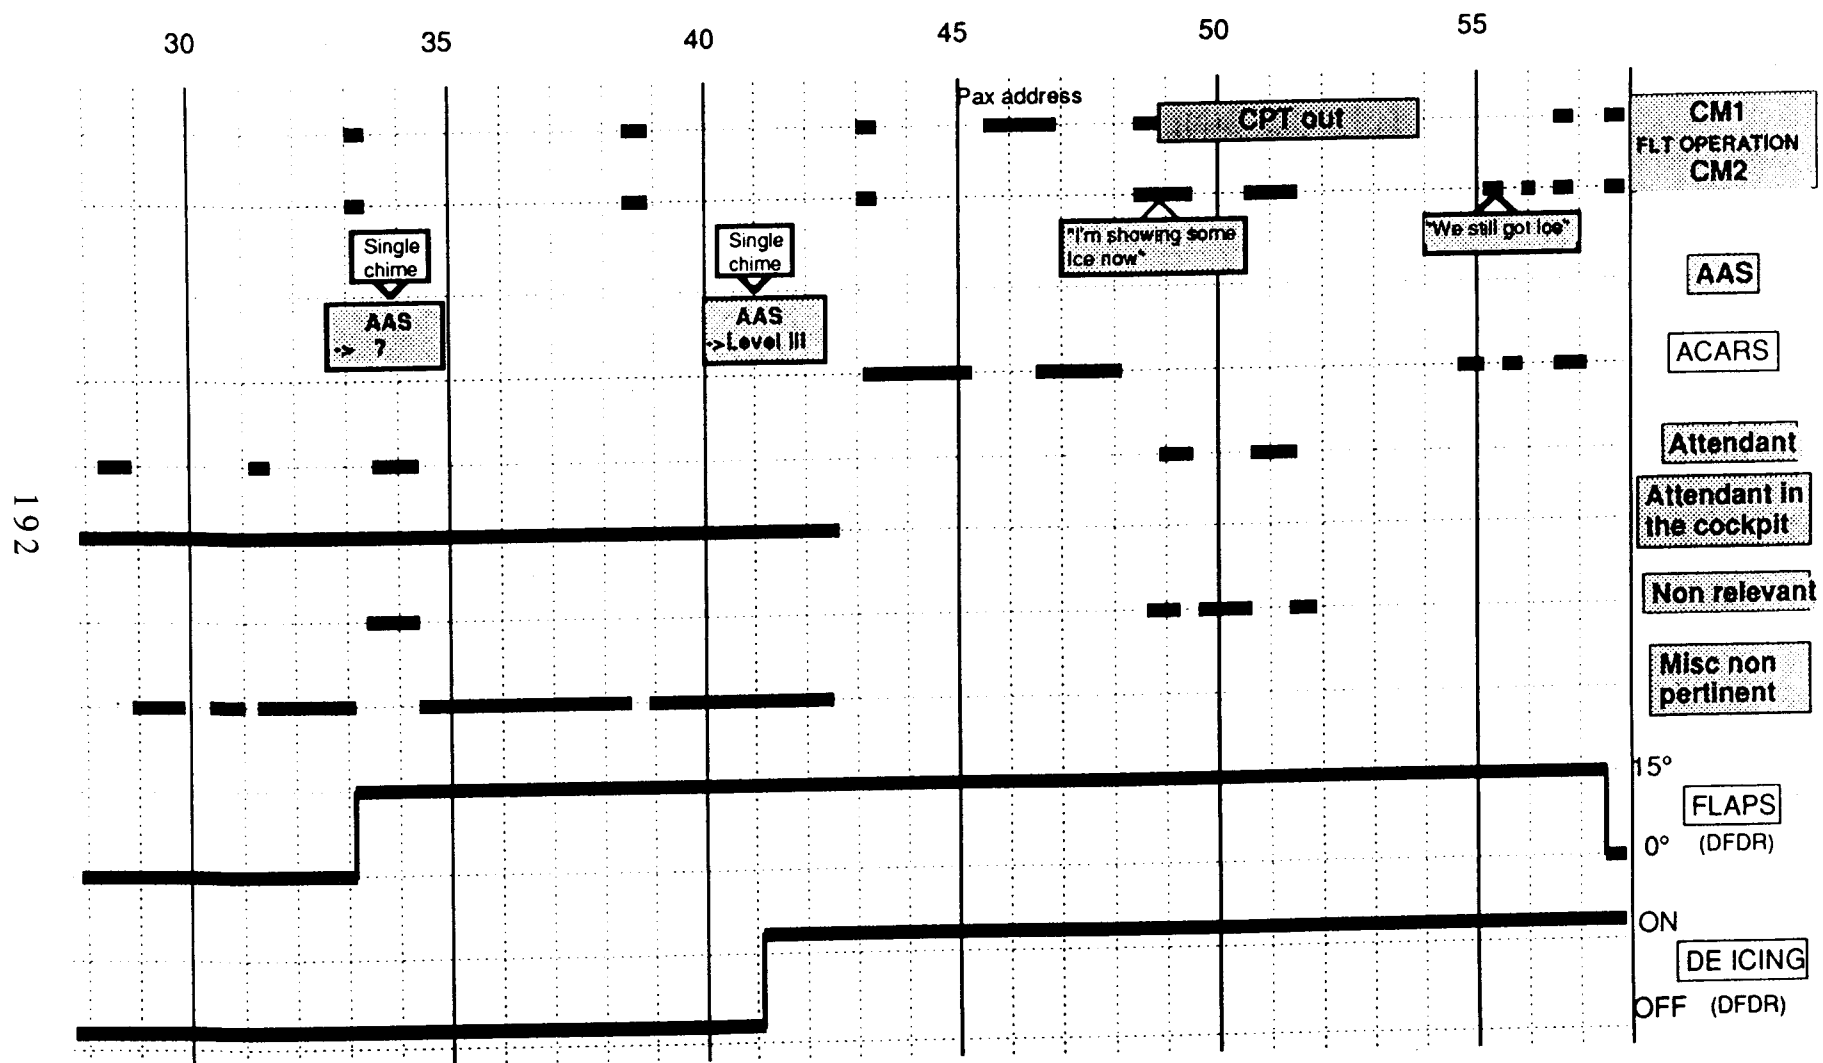 30 35 40 45 50 55
Pax address
CPT out
CM1
FLT OPERATION
CM2
Single
chime
AAS
-> ?
Single
chime
AAS
->Level III
"I'm showing some
Ice now"
"We still got Ice"
AAS
ACARS
Attendant
Attendant in
the cockpit
Non relevant
Misc non
pertinent
15°
FLAPS
0° (DFDR)
ON
DE ICING
OFF (DFDR)
192